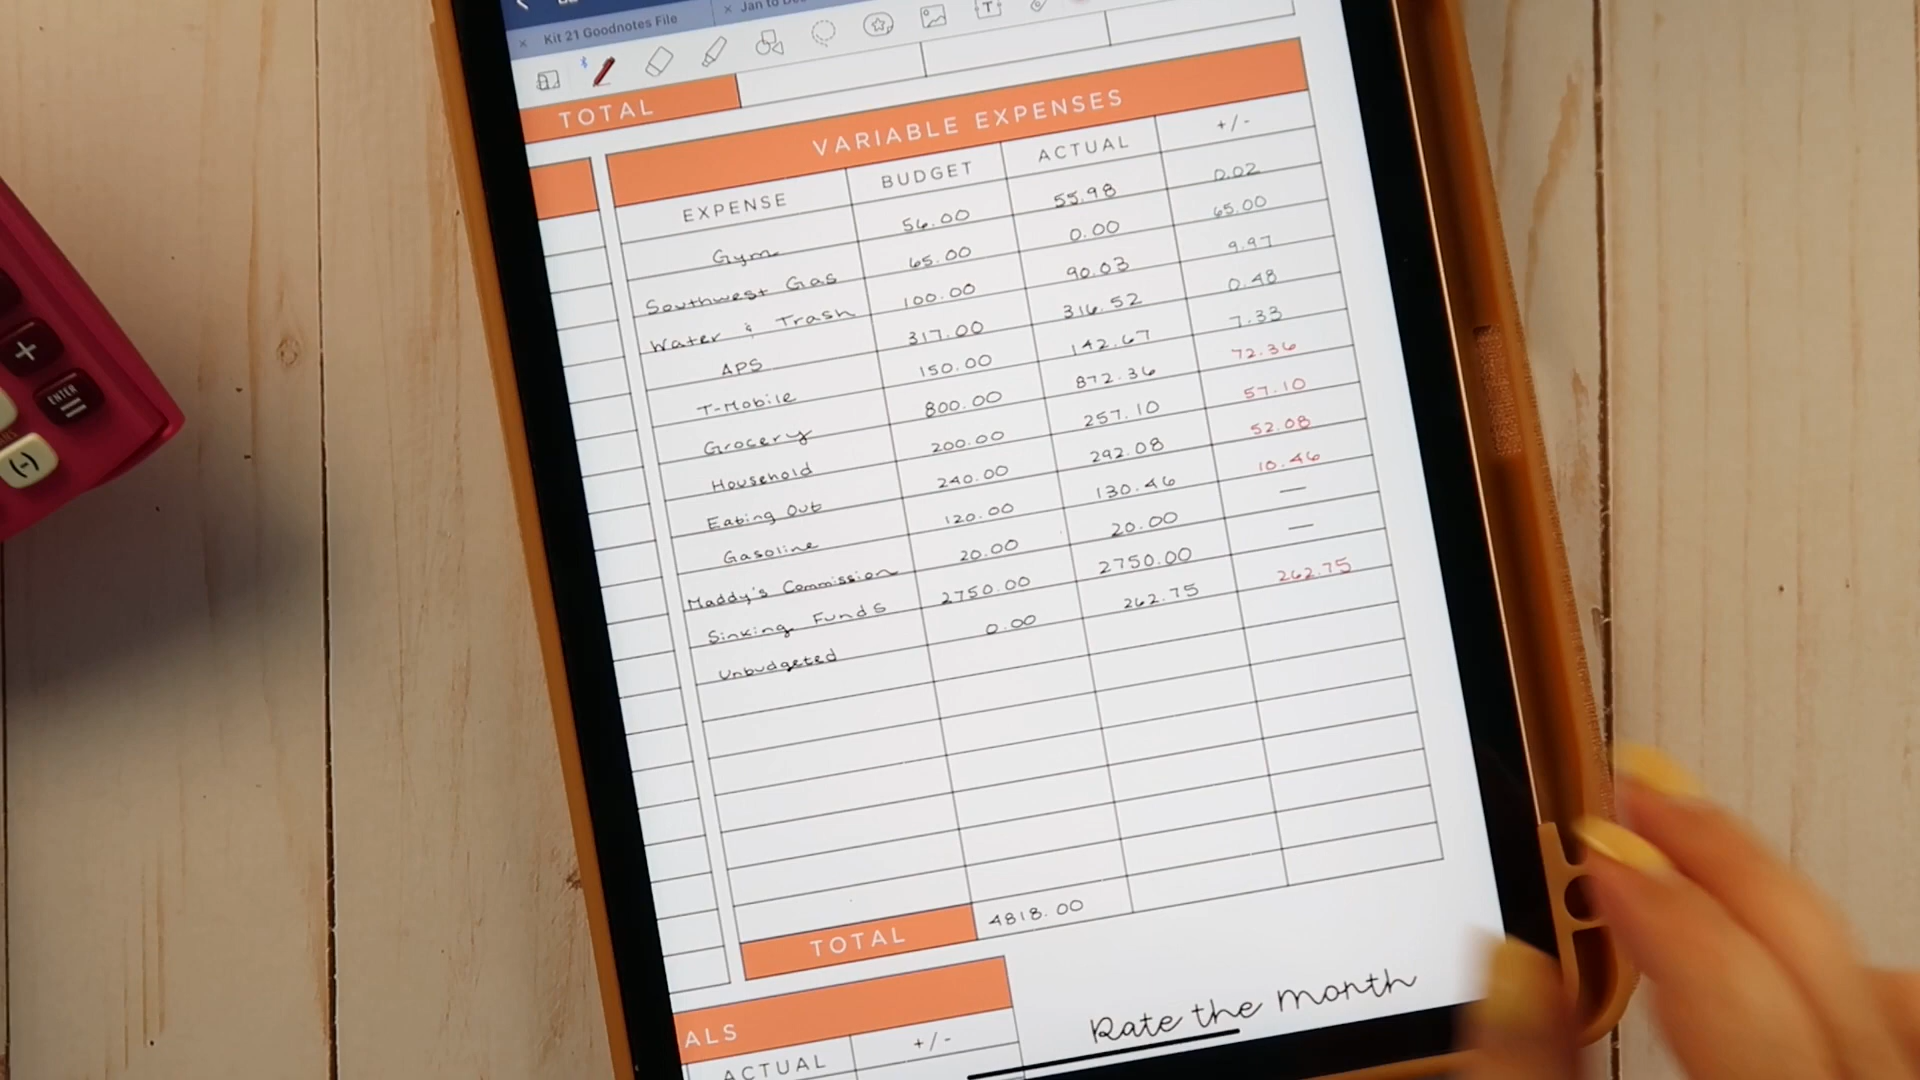 Kit 21 Goodnotes File
Jan to
T
TOTAL
VARIABLE EXPENSES
EXPENSE BUDGET ACTUAL +/-
Gym 56.00 55.98 0.02
Southwest Gas 65.00 0.00 65.00
Water & Trash 100.00 90.03 9.97
APS 317.00 316.52 0.48
T-Mobile 150.00 142.67 7.33
Grocery 800.00 872.36 72.36
Household 200.00 257.10 57.10
Eating Out 240.00 292.08 52.08
Gasoline 120.00 130.46 10.46
Maddy's Commission 20.00 20.00 —
Sinking Funds 2750.00 2750.00 —
Unbudgeted 0.00 262.75 262.75
TOTAL 4818.00
ALS
ACTUAL +/-
Rate the month
+
ENTER
=
(-)